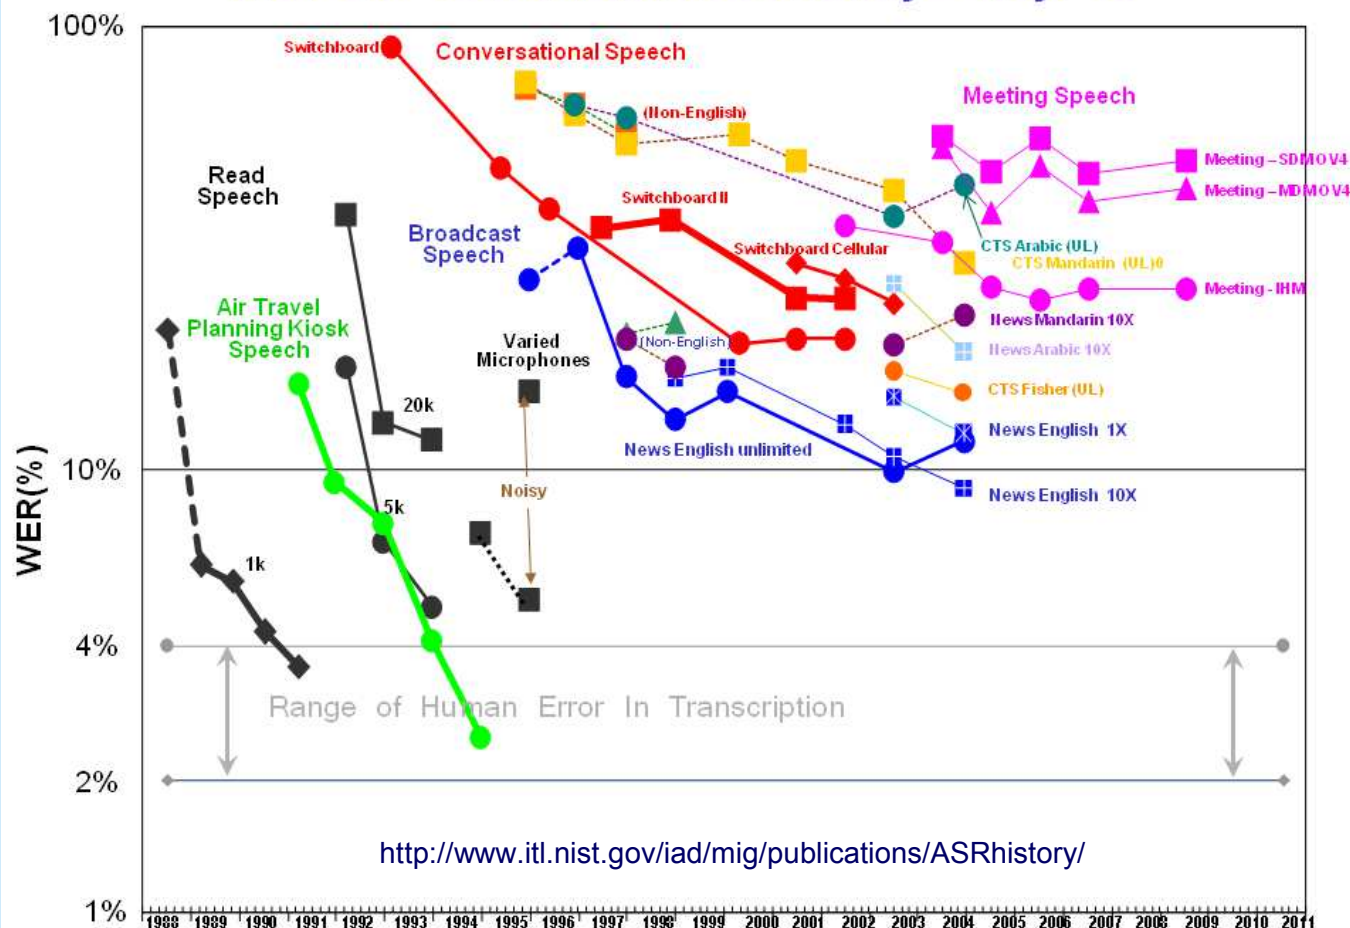 100%
Switchboard
Conversational Speech
(Non-English)
Meeting Speech
Meeting – SDM OV4
Meeting – MDM OV4
Read
Speech
Switchboard II
Broadcast
Speech
Switchboard Cellular
CTS Arabic (UL)
CTS Mandarin (UL)0
Meeting - IHM
Air Travel
Planning Kiosk
Speech
Varied
Microphones
(Non-English)
News Mandarin 10X
News Arabic 10X
CTS Fisher (UL)
20k
News English 1X
News English unlimited
10%
Noisy
News English 10X
5k
WER(%)
1k
4%
Range of Human Error In Transcription
2%
http://www.itl.nist.gov/iad/mig/publications/ASRhistory/
1%
1988 1989 1990 1991 1992 1993 1994 1995 1996 1997 1998 1999 2000 2001 2002 2003 2004 2005 2006 2007 2008 2009 2010 2011